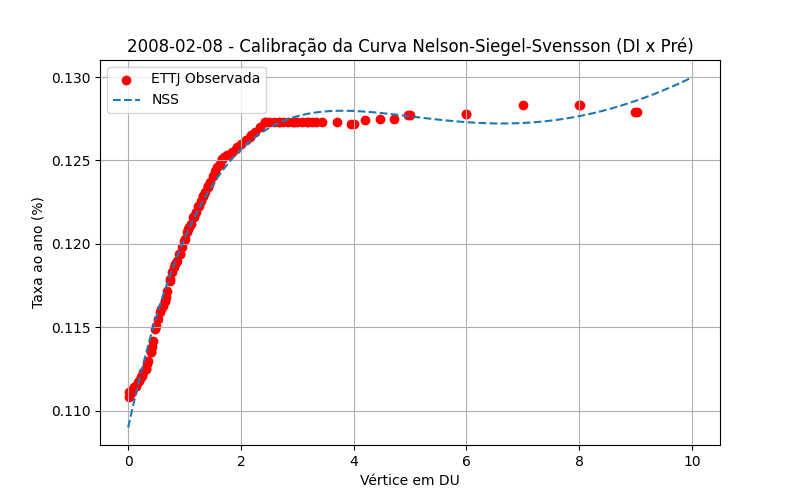 2008-02-08 - Calibração da Curva Nelson-Siegel-Svensson (DI x Pré)
ETTJ Observada
NSS
Taxa ao ano (%)
0.130
0.125
0.120
0.115
0.110
0
2
4
6
8
10
Vértice em DU